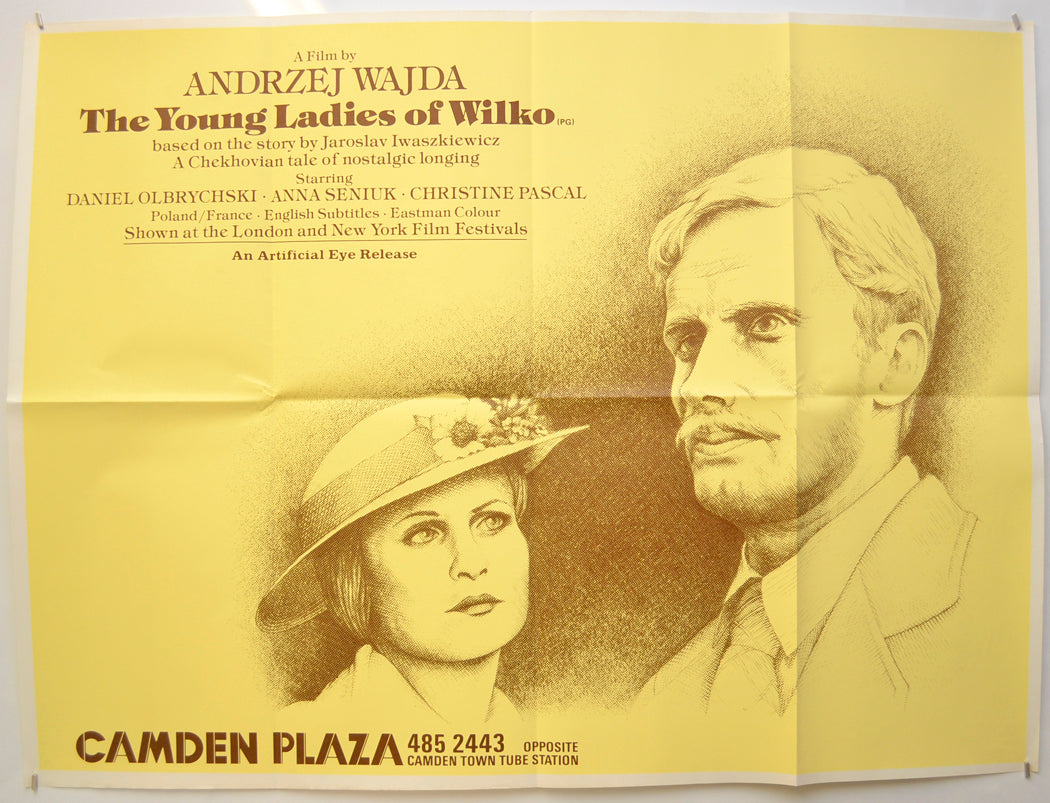 A Film by
ANDRZEJ WAJDA
The Young Ladies of Wilko (PG)
based on the story by Jaroslav Iwaszkiewicz
A Chekhovian tale of nostalgic longing
Starring
DANIEL OLBRYCHSKI · ANNA SENIUK · CHRISTINE PASCAL
Poland/France · English Subtitles · Eastman Colour
Shown at the London and New York Film Festivals
An Artificial Eye Release
CAMDEN PLAZA 485 2443 OPPOSITE
CAMDEN TOWN TUBE STATION